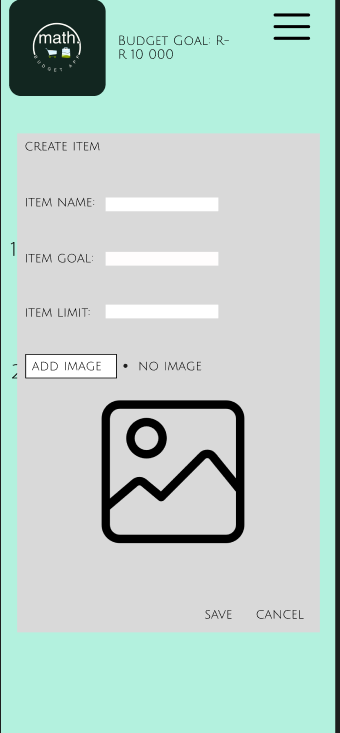 math.
BUDGET APP
BUDGET GOAL: R-
R 10 000
CREATE ITEM
ITEM NAME:
1
ITEM GOAL:
ITEM LIMIT:
2
ADD IMAGE • NO IMAGE
SAVE CANCEL